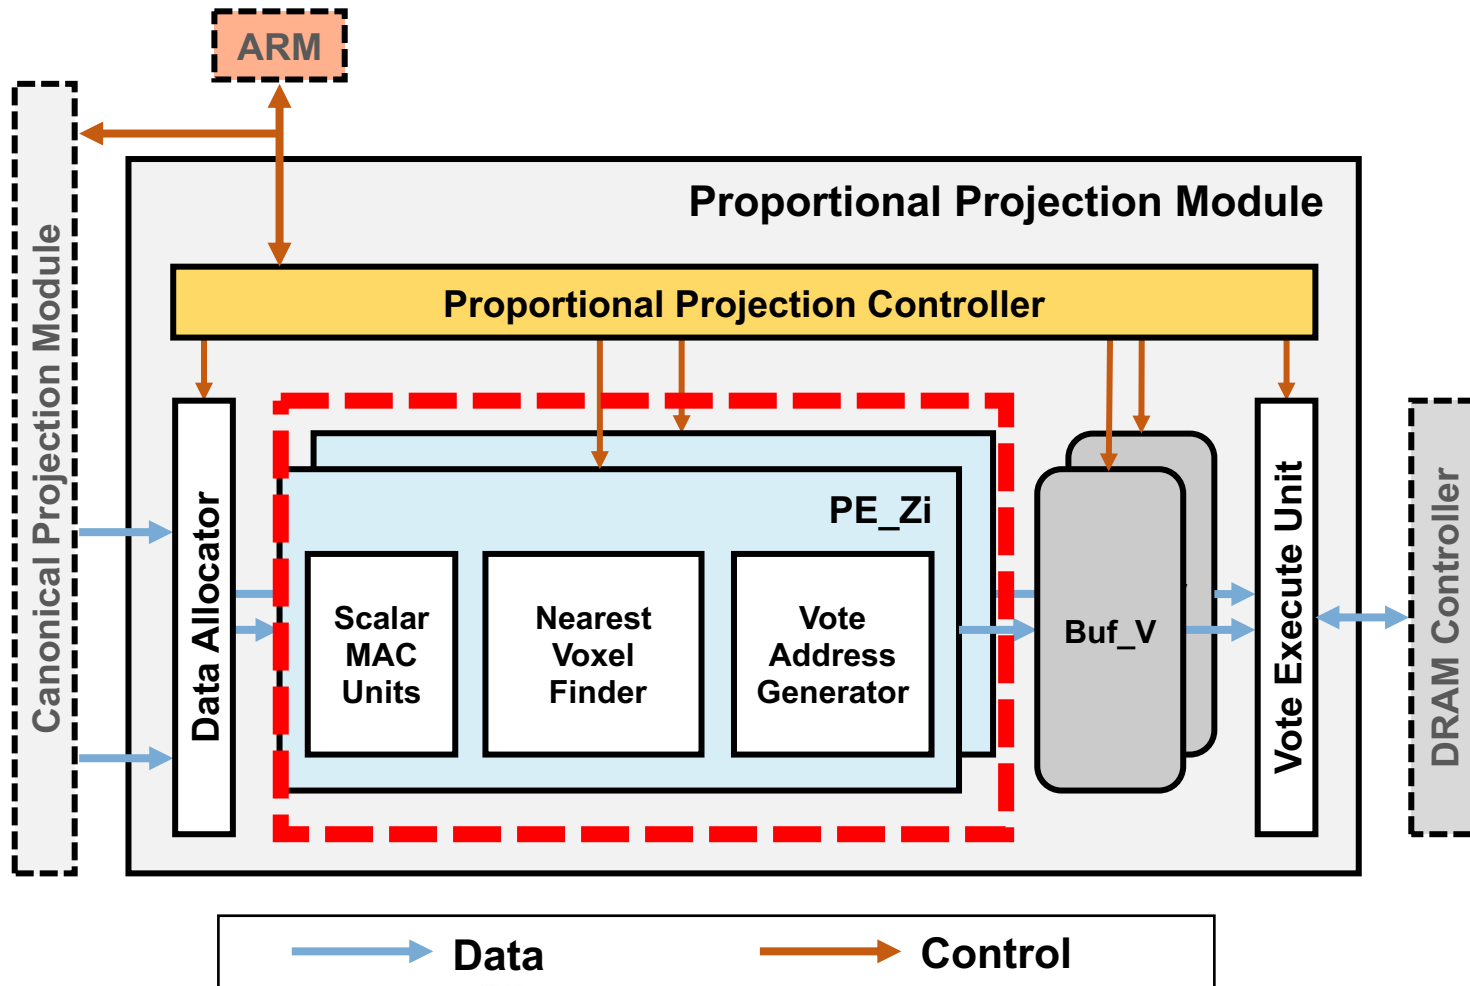 ARM
Canonical Projection Module
Proportional Projection Module
Proportional Projection Controller
Data Allocator
PE_Zi
Scalar
MAC
Units
Nearest
Voxel
Finder
Vote
Address
Generator
Buf_V
Vote Execute Unit
DRAM Controller
Data
Control